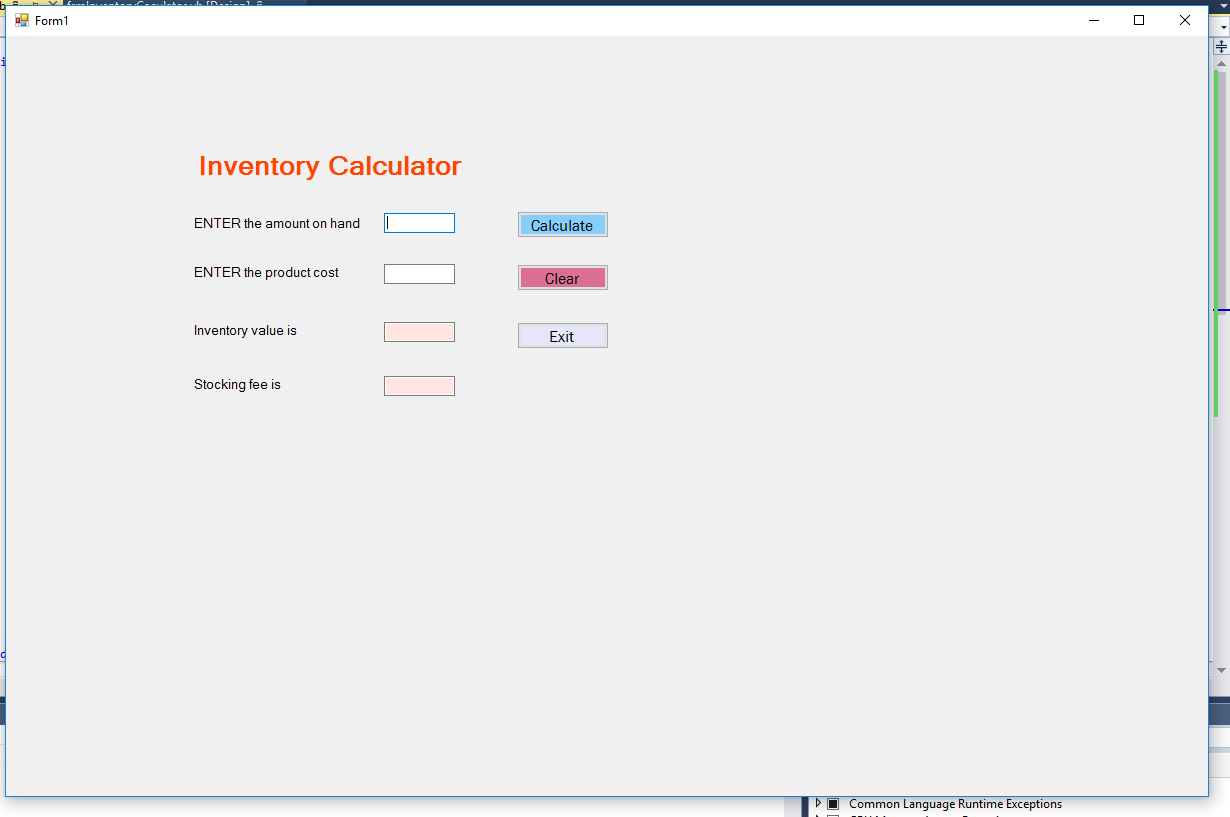 Form1
Inventory Calculator
ENTER the amount on hand
Calculate
ENTER the product cost
Clear
Inventory value is
Exit
Stocking fee is
Common Language Runtime Exceptions